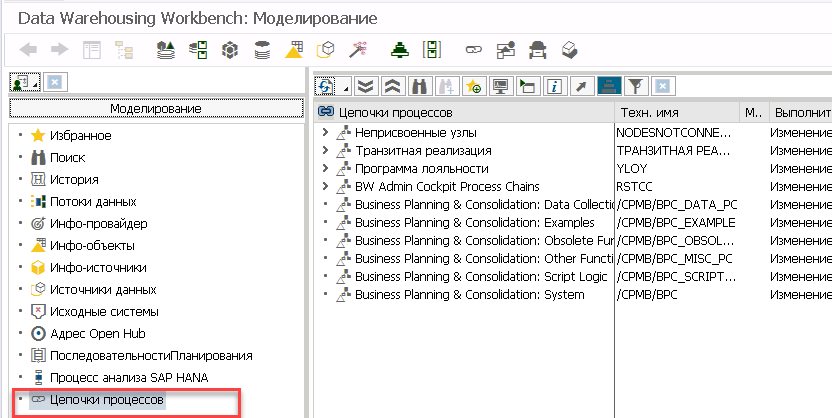 Data Warehousing Workbench: Моделирование
Моделирование
Избранное
Поиск
История
Потоки данных
Инфо-провайдер
Инфо-объекты
Инфо-источники
Источники данных
Исходные системы
Адрес Open Hub
ПоследовательностиПланирования
Процесс анализа SAP HANA
Цепочки процессов
Цепочки процессов Техн. имя М.. Выполнит
Неприсвоенные узлы NODESNOTCONNE... Изменение
Транзитная реализация ТРАНЗИТНАЯ РЕА... Изменение
Программа лояльности YLOY Изменение
BW Admin Cockpit Process Chains RSTCC Изменение
Business Planning & Consolidation: Data Collectio /CPMB/BPC_DATA_PC Изменение
Business Planning & Consolidation: Examples /CPMB/BPC_EXAMPLE Изменение
Business Planning & Consolidation: Obsolete Fun /CPMB/BPC_OBSOL... Изменение
Business Planning & Consolidation: Other Functi /CPMB/BPC_MISC_PC Изменение
Business Planning & Consolidation: Script Logic /CPMB/BPC_SCRIPT... Изменение
Business Planning & Consolidation: System /CPMB/BPC Изменение